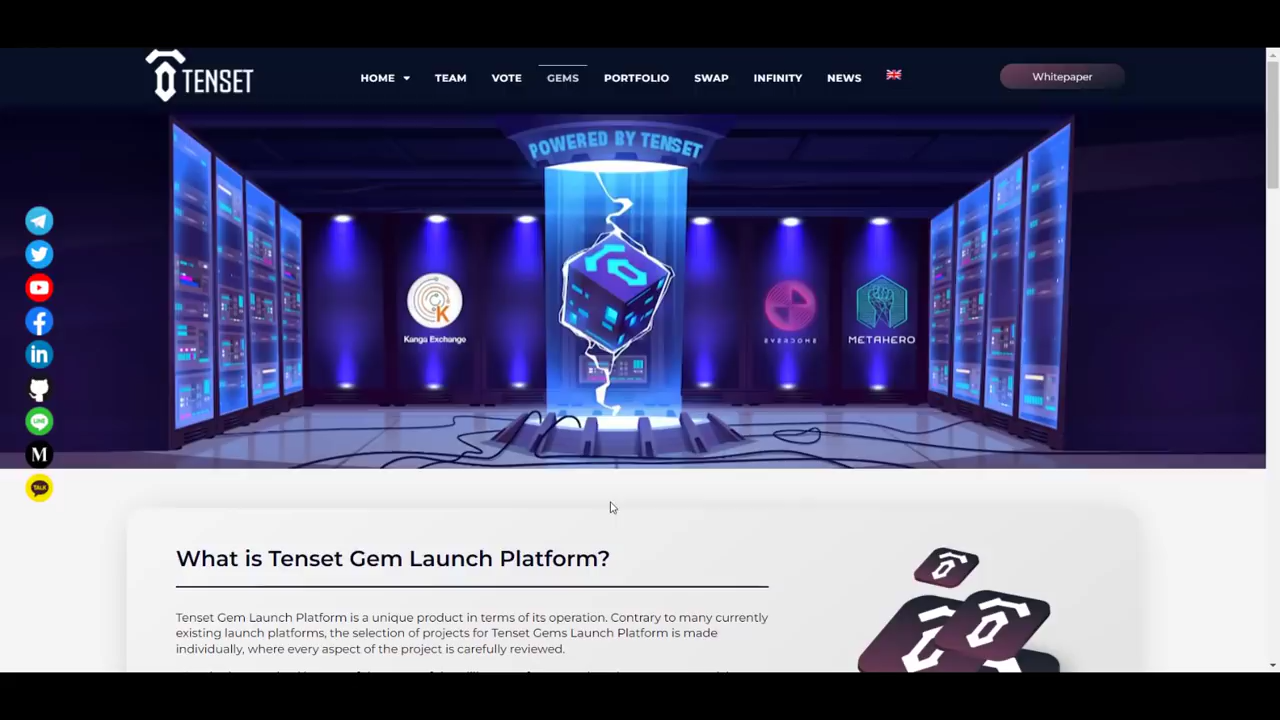 TENSET
HOME
TEAM
VOTE
GEMS
PORTFOLIO
SWAP
INFINITY
NEWS
Whitepaper
POWERED BY TENSET
K
Kanga Exchange
EVERDOME
METAHERO
LINE
M
TALK
What is Tenset Gem Launch Platform?
Tenset Gem Launch Platform is a unique product in terms of its operation. Contrary to many currently
existing launch platforms, the selection of projects for Tenset Gems Launch Platform is made
individually, where every aspect of the project is carefully reviewed.